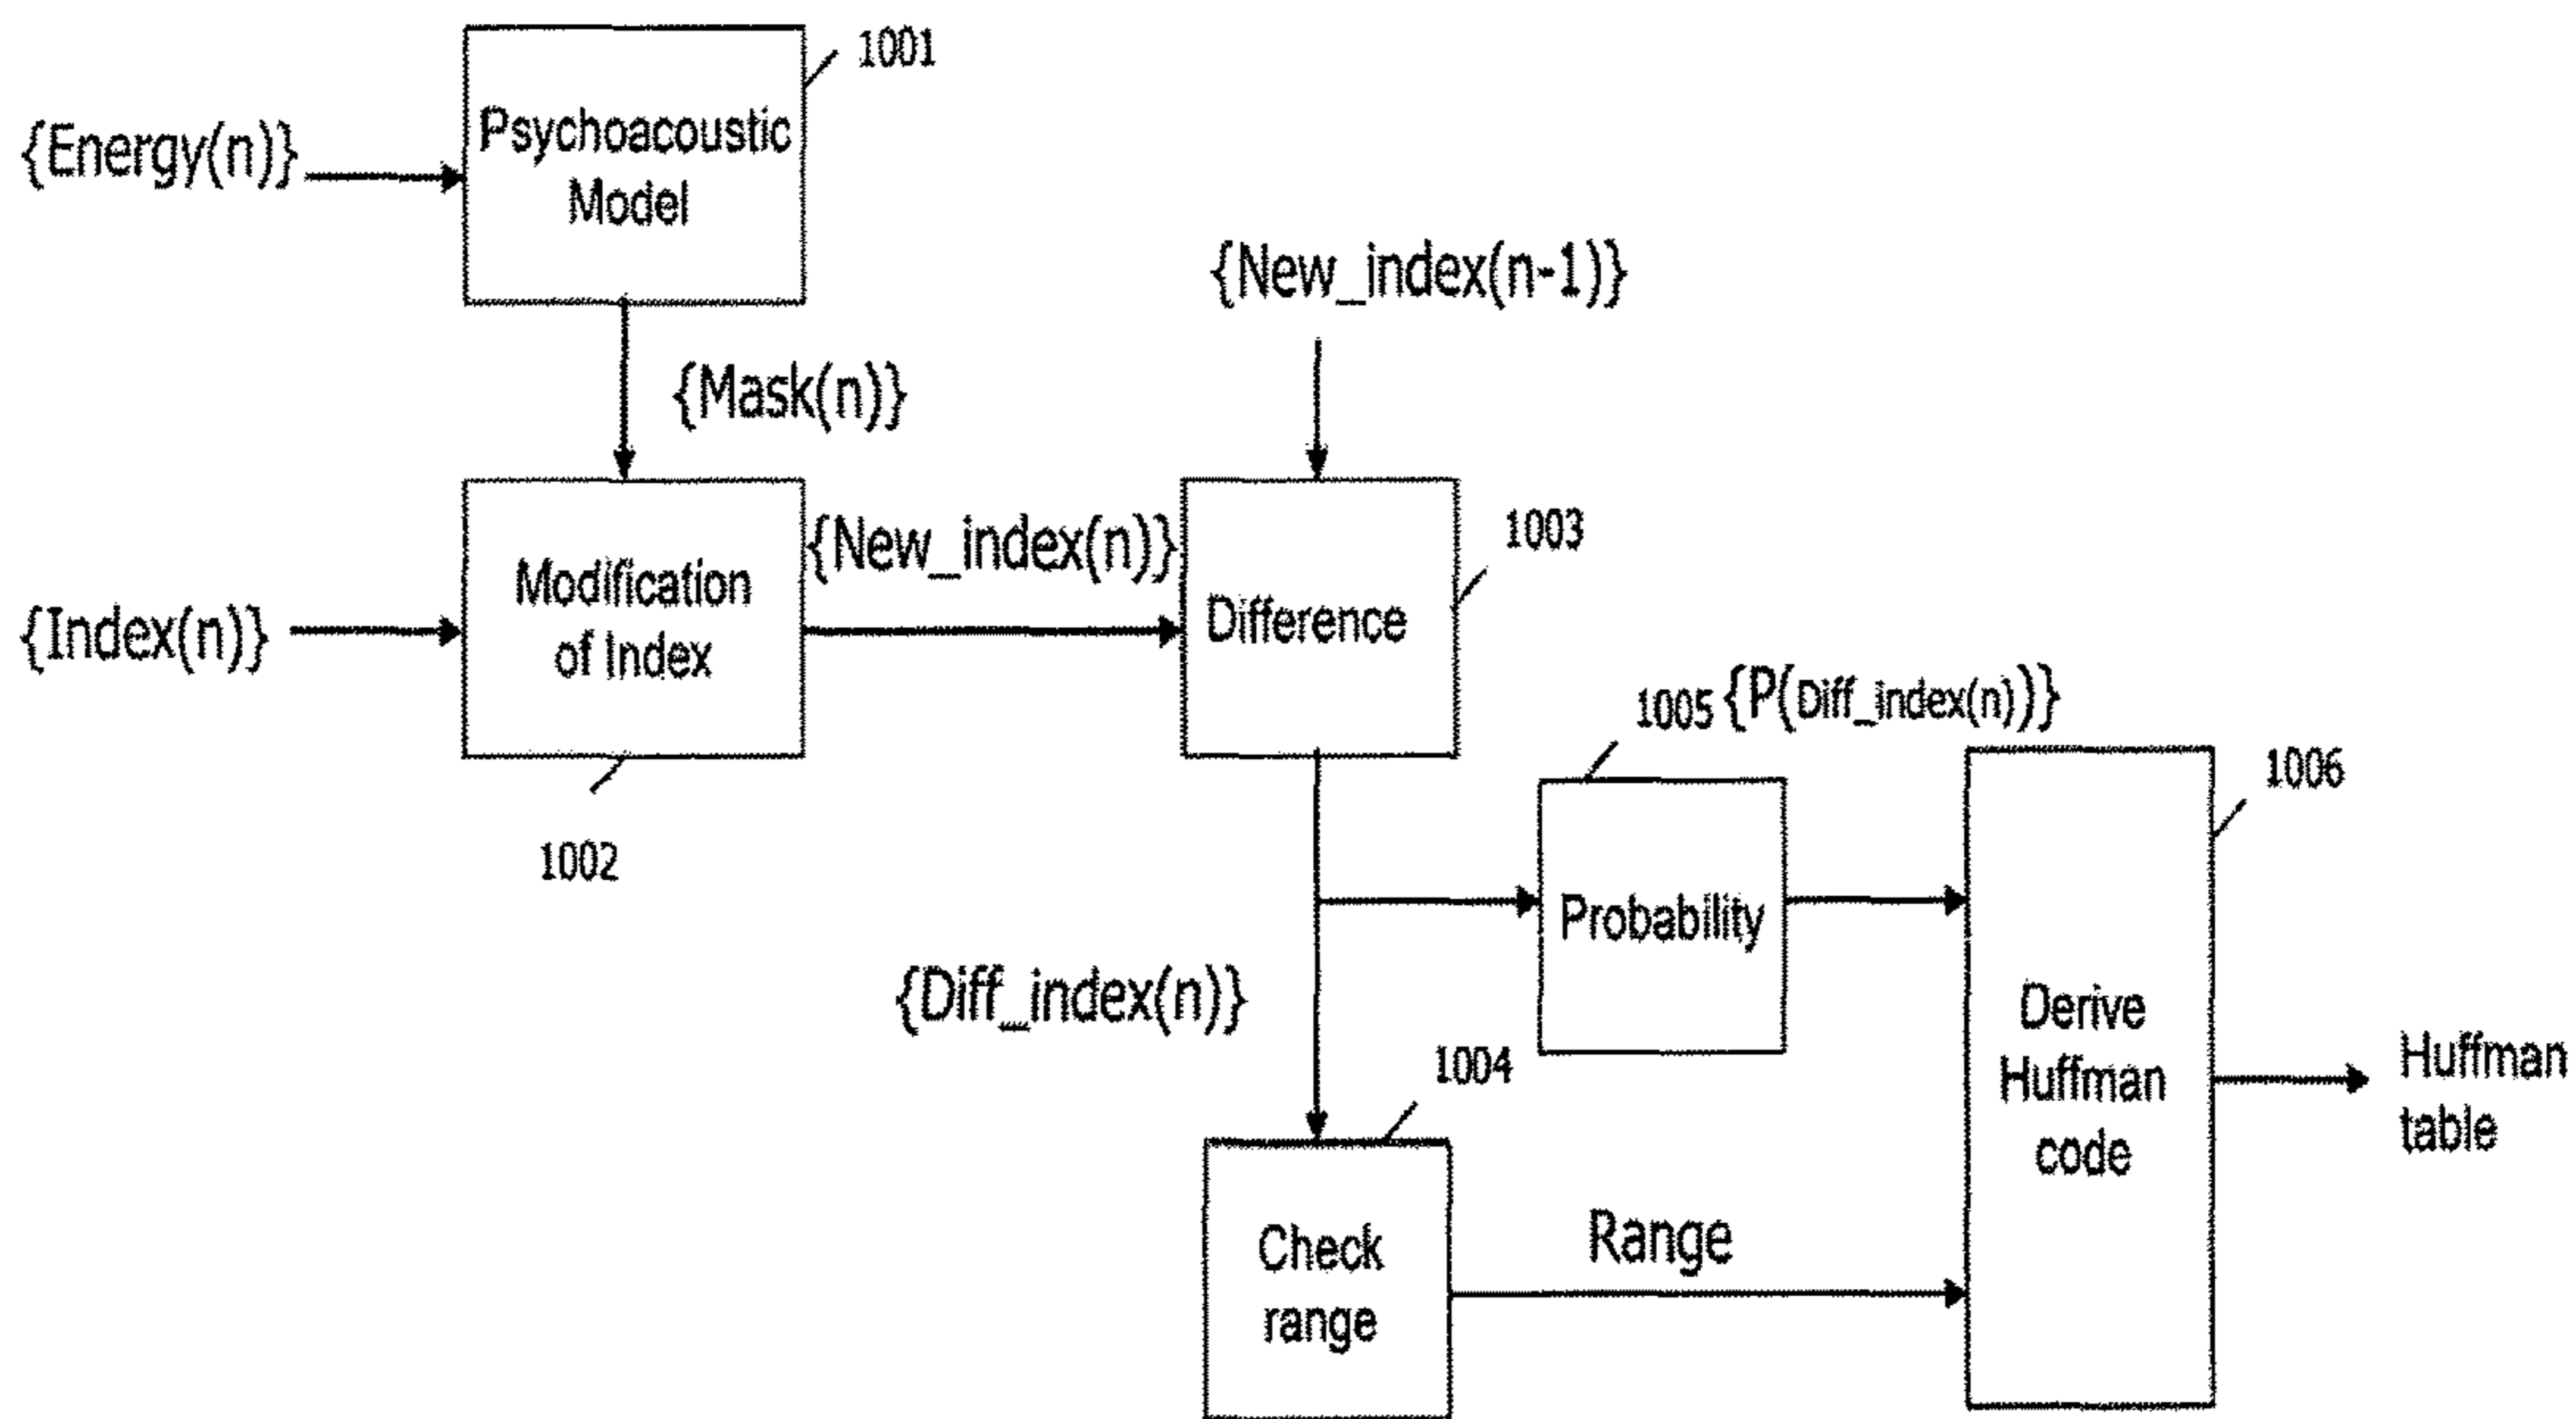 1001
Psychoacoustic
Model
{Energy(n)}
{New_index(n-1)}
{Mask(n)}
{New_index(n)}
1003
Modification
of Index
{Index(n)}
Difference
1002
1005 {P(Diff_index(n))}
1006
Probability
{Diff_index(n)}
1004
Derive
Huffman
code
Huffman
table
Check
range
Range